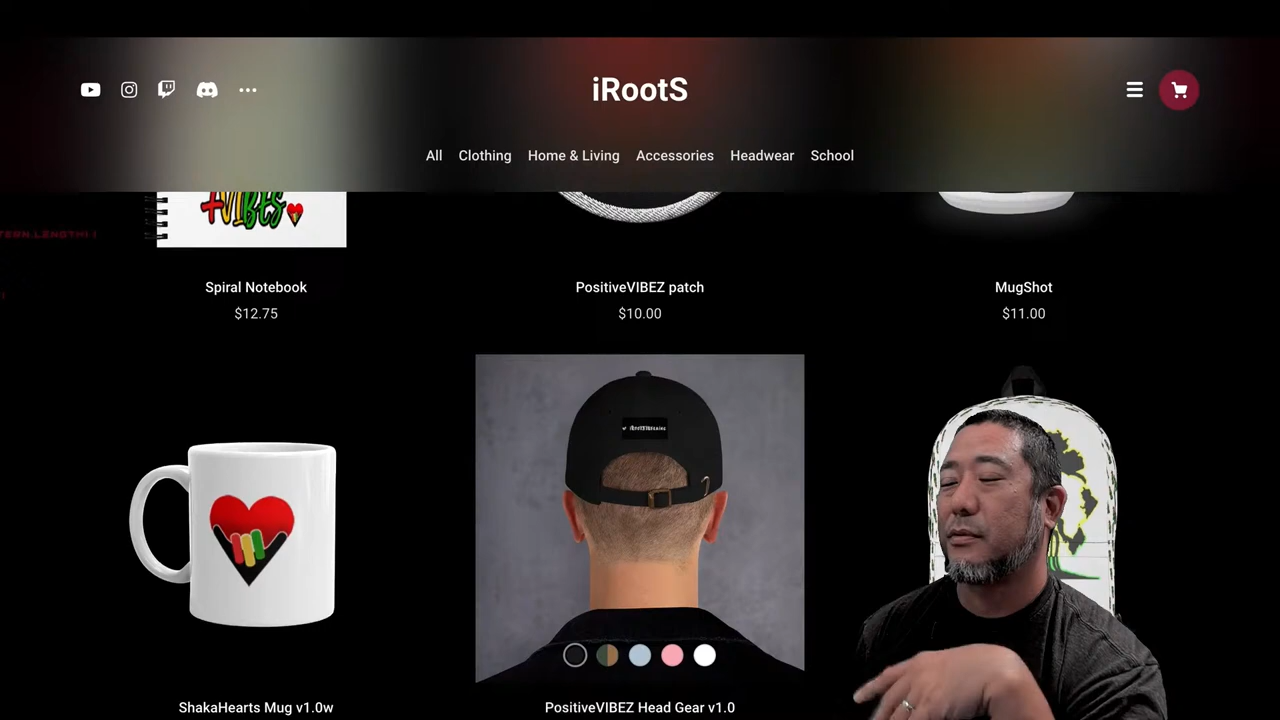 iRootS
All Clothing Home & Living Accessories Headwear School
+VIBES
Spiral Notebook
$12.75
PositiveVIBEZ patch
$10.00
MugShot
$11.00
ShakaHearts Mug v1.0w
PositiveVIBEZ Head Gear v1.0